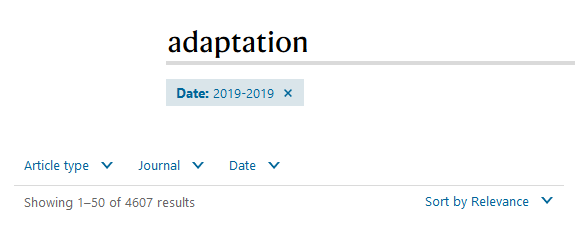 adaptation
Date: 2019-2019 ×
Article type Journal Date
Showing 1–50 of 4607 results Sort by Relevance